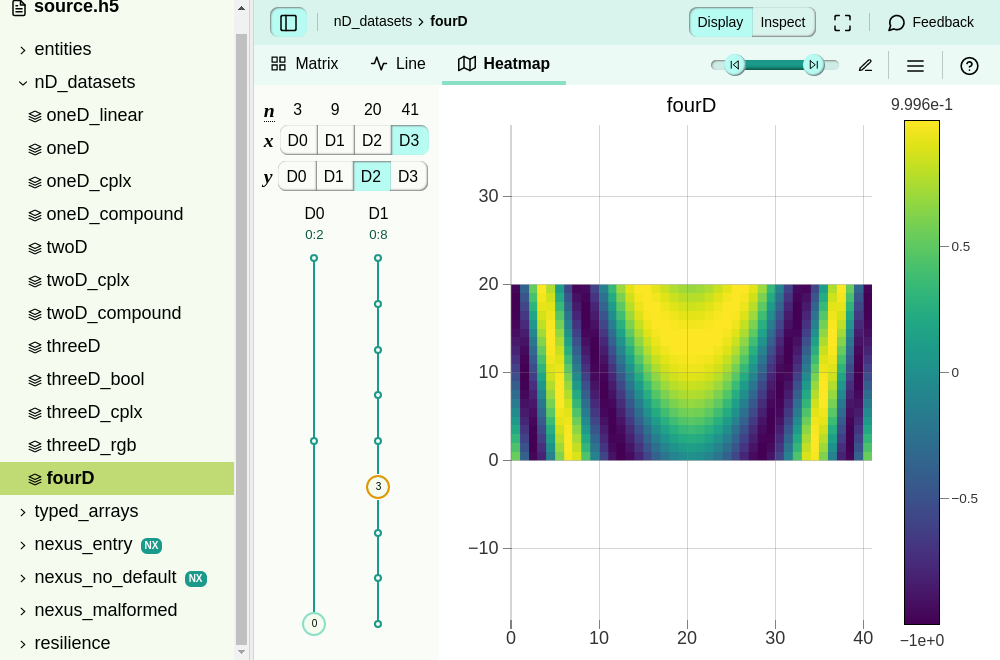 source.h5
entities
nD_datasets
oneD_linear
oneD
oneD_cplx
oneD_compound
twoD
twoD_cplx
twoD_compound
threeD
threeD_bool
threeD_cplx
threeD_rgb
fourD
typed_arrays
nexus_entry NX
nexus_no_default NX
nexus_malformed
resilience
nD_datasets › fourD
Display Inspect
Feedback
Matrix Line Heatmap
n 3 9 20 41
x D0 D1 D2 D3
y D0 D1 D2 D3
D0 D1
0:2 0:8
3
0
fourD
30
20
10
0
−10
0 10 20 30 40
9.996e-1
0.5
0
−0.5
−1e+0